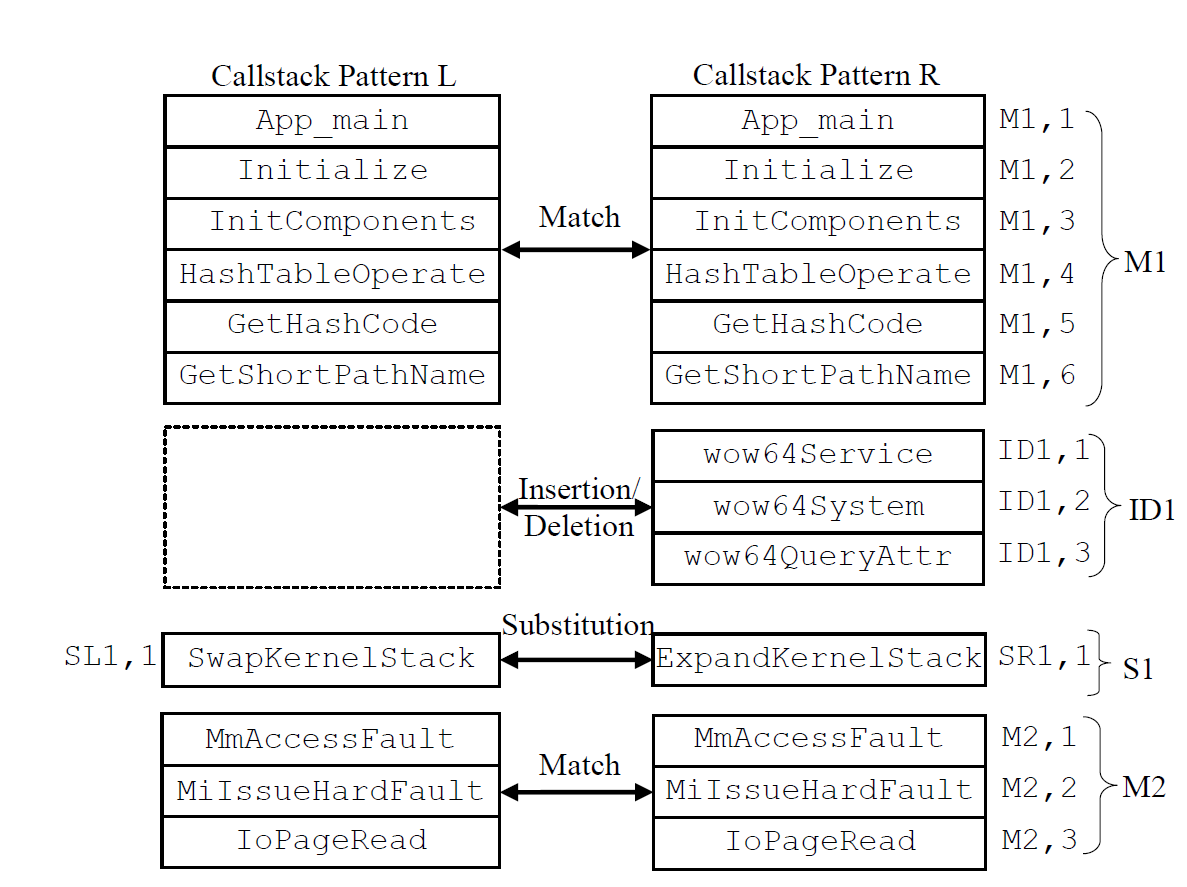 Callstack Pattern L Callstack Pattern R
App_main App_main M1,1
Initialize Initialize M1,2
InitComponents Match InitComponents M1,3
M1
HashTableOperate HashTableOperate M1,4
GetHashCode GetHashCode M1,5
GetShortPathName GetShortPathName M1,6
wow64Service ID1,1
Insertion/ wow64System ID1,2
Deletion ID1
wow64QueryAttr ID1,3
Substitution
SL1,1 SwapKernelStack ExpandKernelStack SR1,1 S1
MmAccessFault MmAccessFault M2,1
Match
MiIssueHardFault MiIssueHardFault M2,2 M2
IoPageRead IoPageRead M2,3